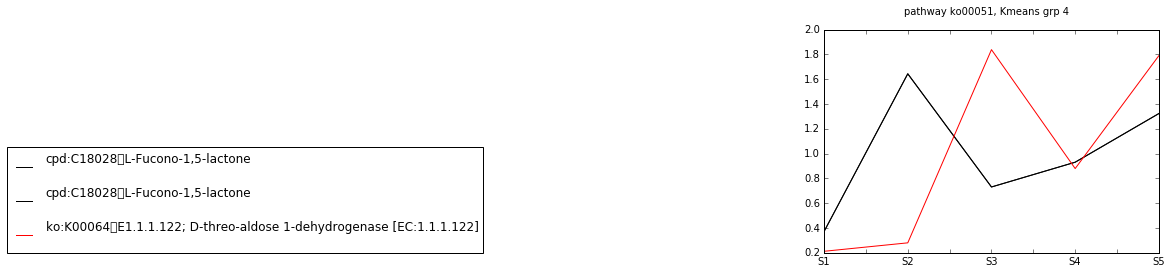 pathway ko00051, Kmeans grp 4
2.0
1.8
1.6
1.4
1.2
1.0
0.8
0.6
0.4
0.2
S1 S2 S3 S4 S5
cpd:C18028▯L-Fucono-1,5-lactone
cpd:C18028▯L-Fucono-1,5-lactone
ko:K00064▯E1.1.1.122; D-threo-aldose 1-dehydrogenase [EC:1.1.1.122]